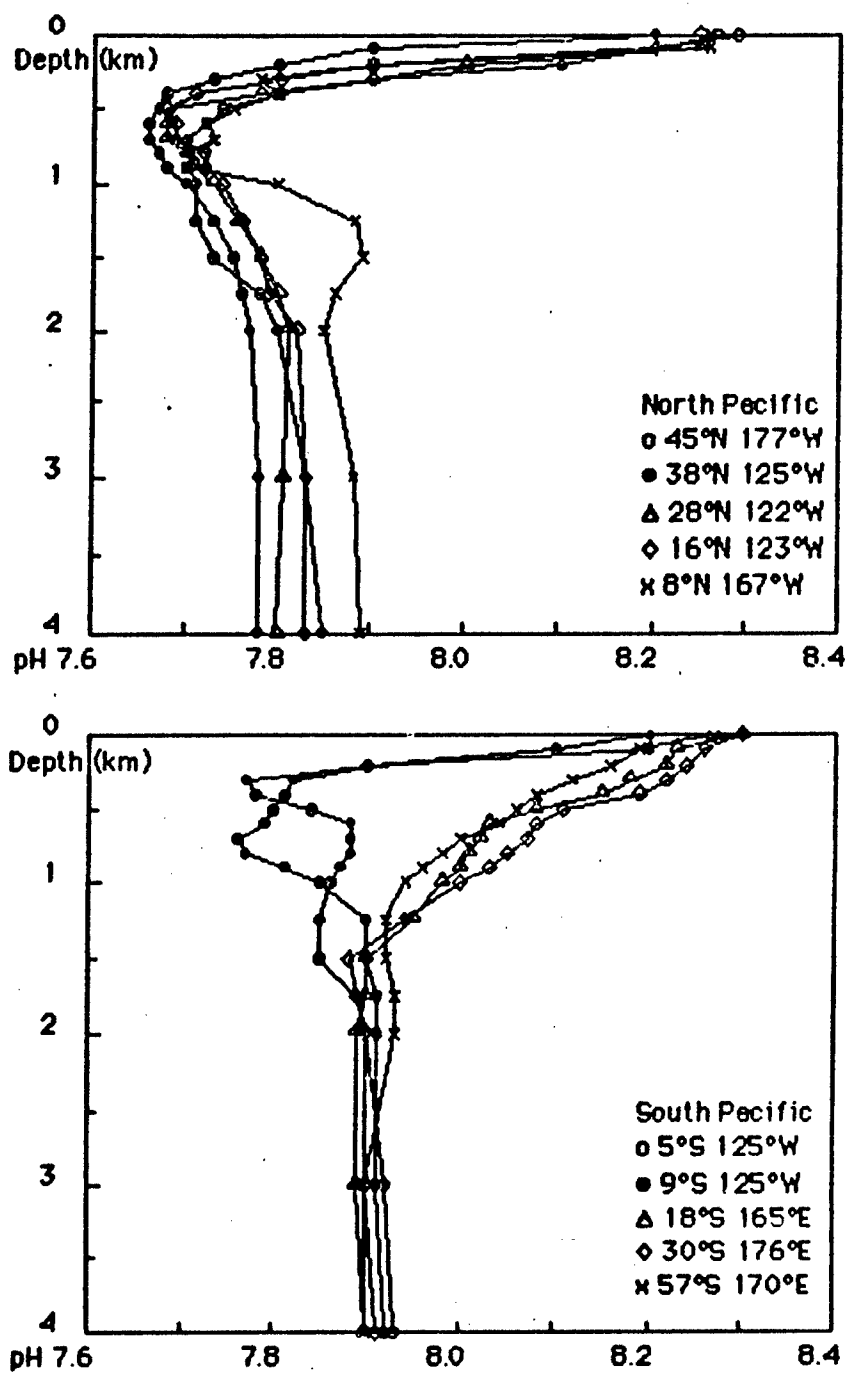 0
Depth (km)
1
2
3
4
North Pacific
45°N 177°W
38°N 125°W
28°N 122°W
16°N 123°W
8°N 167°W
pH 7.6 7.8 8.0 8.2 8.4
0
Depth (km)
1
2
3
4
South Pacific
5°S 125°W
9°S 125°W
18°S 165°E
30°S 176°E
57°S 170°E
pH 7.6 7.8 8.0 8.2 8.4